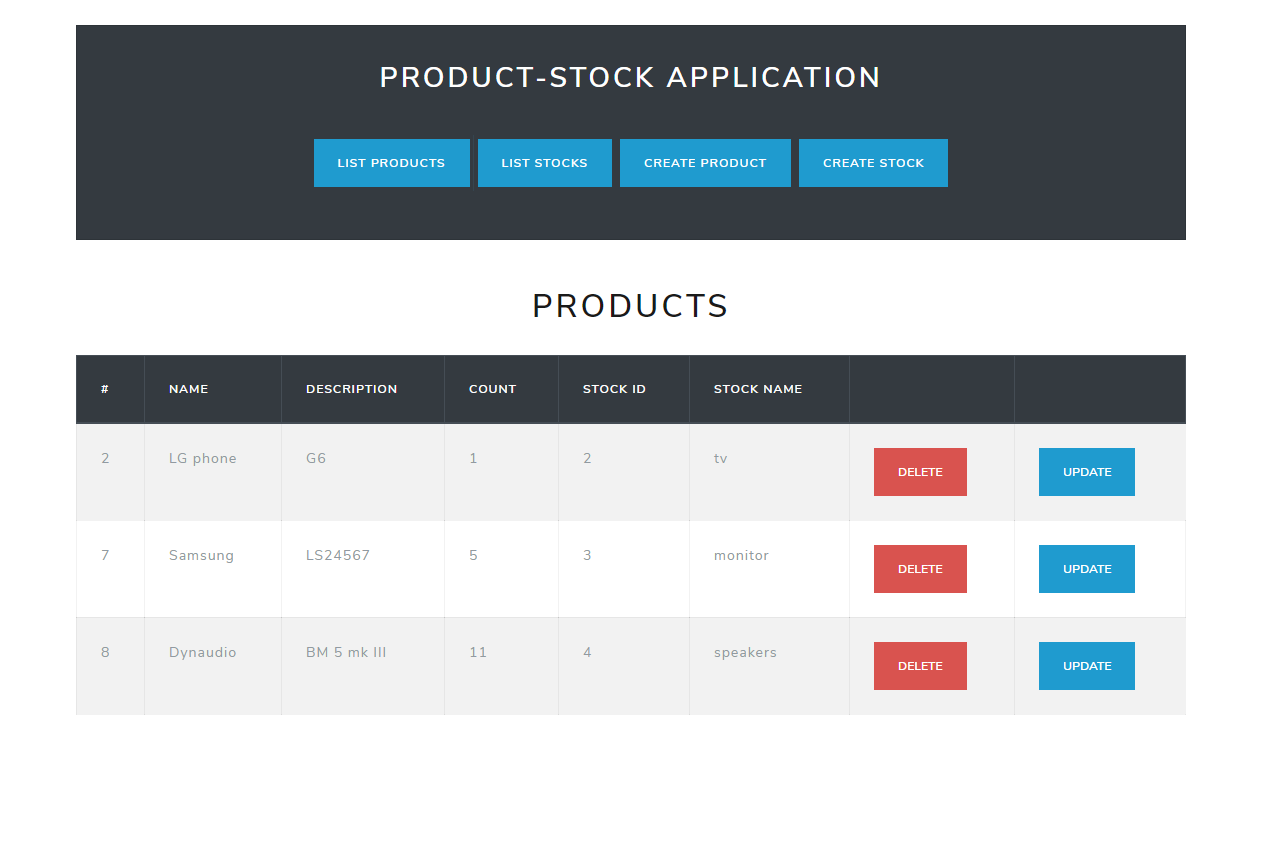 PRODUCT-STOCK APPLICATION
LIST PRODUCTS LIST STOCKS CREATE PRODUCT CREATE STOCK
PRODUCTS
# NAME DESCRIPTION COUNT STOCK ID STOCK NAME
2 LG phone G6 1 2 tv DELETE UPDATE
7 Samsung LS24567 5 3 monitor DELETE UPDATE
8 Dynaudio BM 5 mk III 11 4 speakers DELETE UPDATE